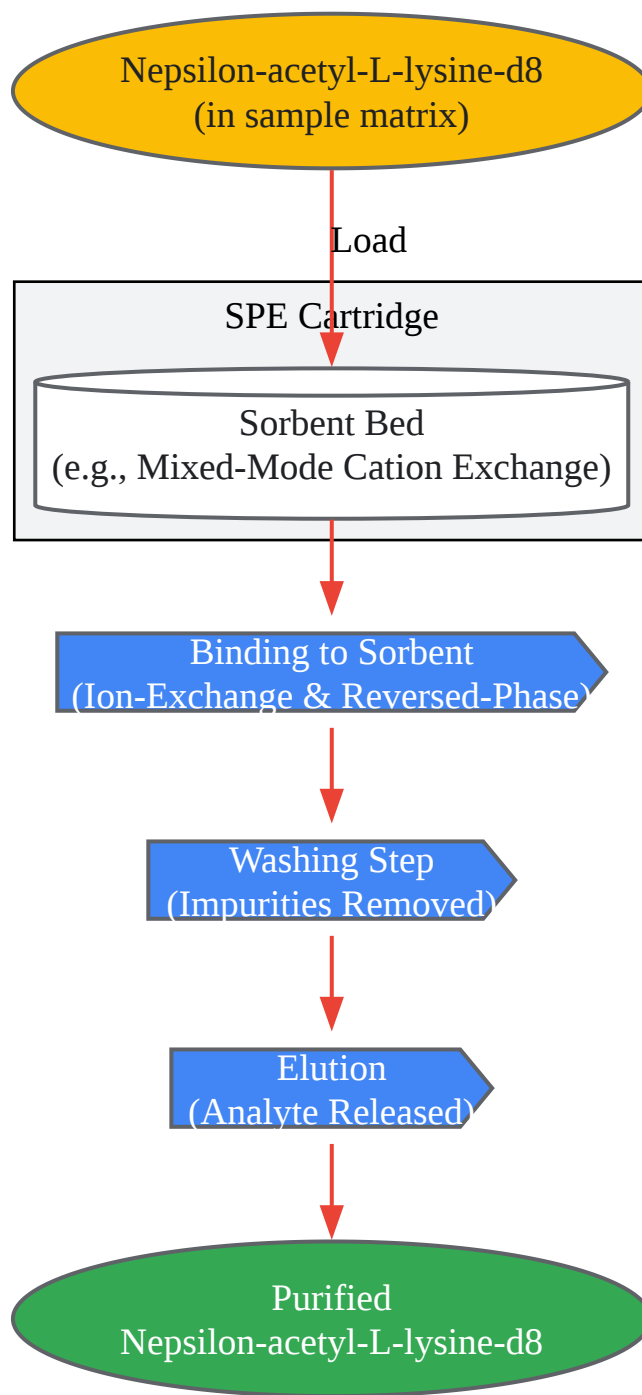 Nepsilon-acetyl-L-lysine-d8
(in sample matrix)
Load
SPE Cartridge
Sorbent Bed
(e.g., Mixed-Mode Cation Exchange)
Binding to Sorbent
(Ion-Exchange & Reversed-Phase)
Washing Step
(Impurities Removed)
Elution
(Analyte Released)
Purified
Nepsilon-acetyl-L-lysine-d8